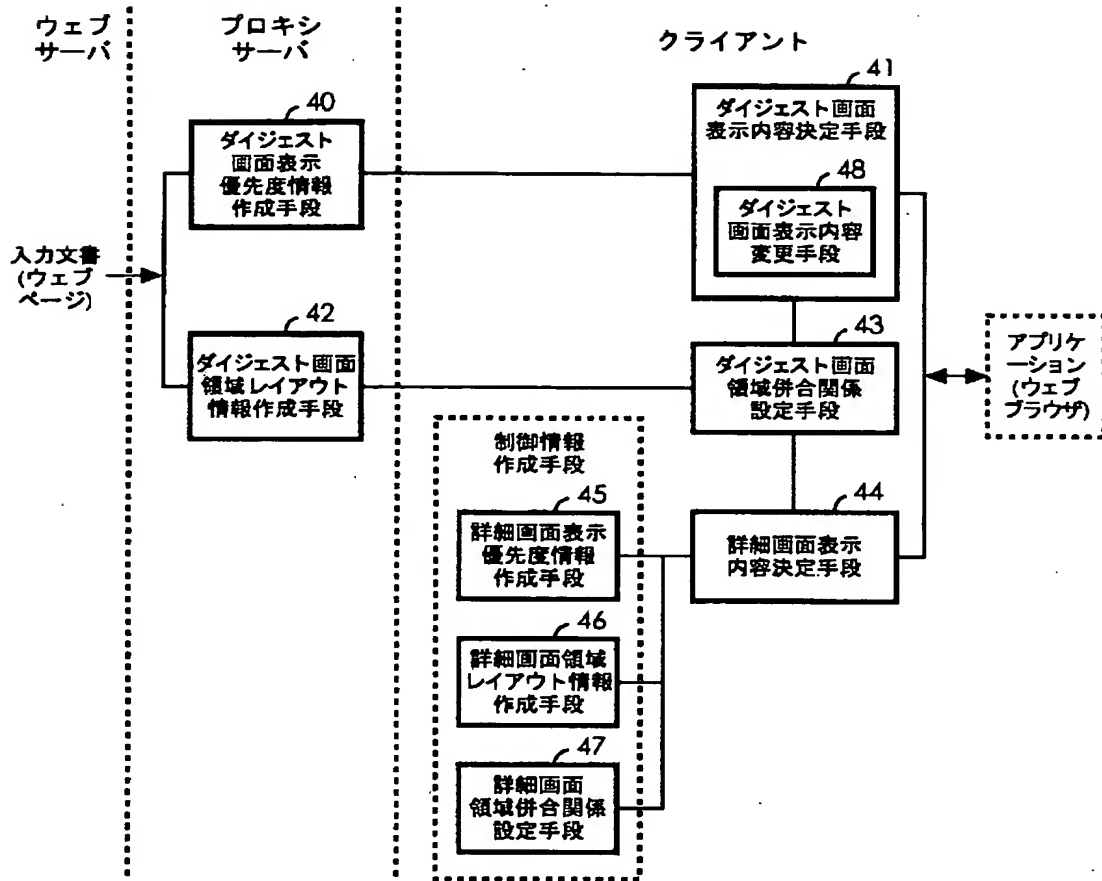 ウェブ
サーバ
プロキシ
サーバ
クライアント
40
ダイジェスト
画面表示
優先度情報
作成手段
41
ダイジェスト画面
表示内容決定手段
48
ダイジェスト
画面表示内容
変更手段
入力文書
(ウェブ
ページ)
42
ダイジェスト画面
領域レイアウト
情報作成手段
43
ダイジェスト画面
領域併合関係
設定手段
アプリケ
ーション
(ウェブ
ブラウザ)
制御情報
作成手段
45
詳細画面表示
優先度情報
作成手段
44
詳細画面表示
内容決定手段
46
詳細画面領域
レイアウト情報
作成手段
47
詳細画面
領域併合関係
設定手段